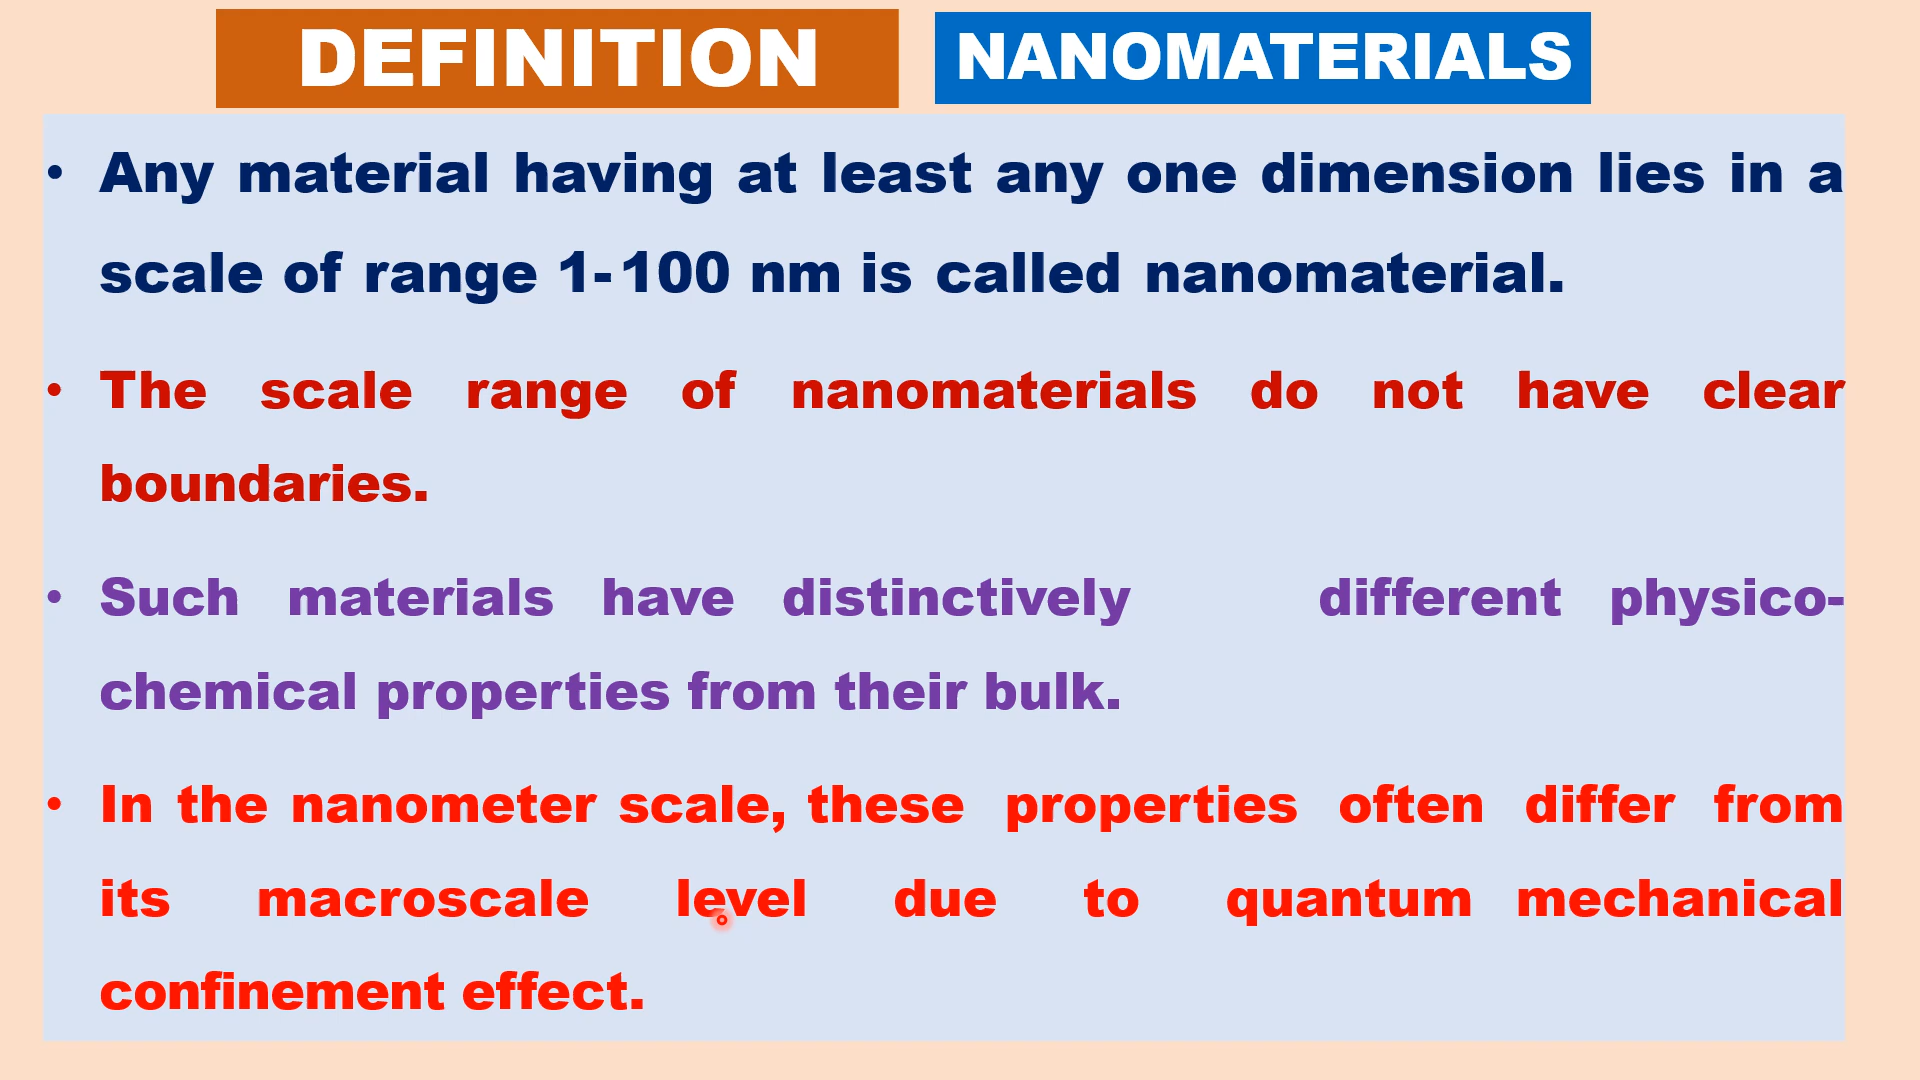 DEFINITION
NANOMATERIALS
• Any material having at least any one dimension lies in a
scale of range 1-100 nm is called nanomaterial.
• The scale range of nanomaterials do not have clear
boundaries.
• Such materials have distinctively different physico-
chemical properties from their bulk.
• In the nanometer scale, these properties often differ from
its macroscale level due to quantum mechanical
confinement effect.